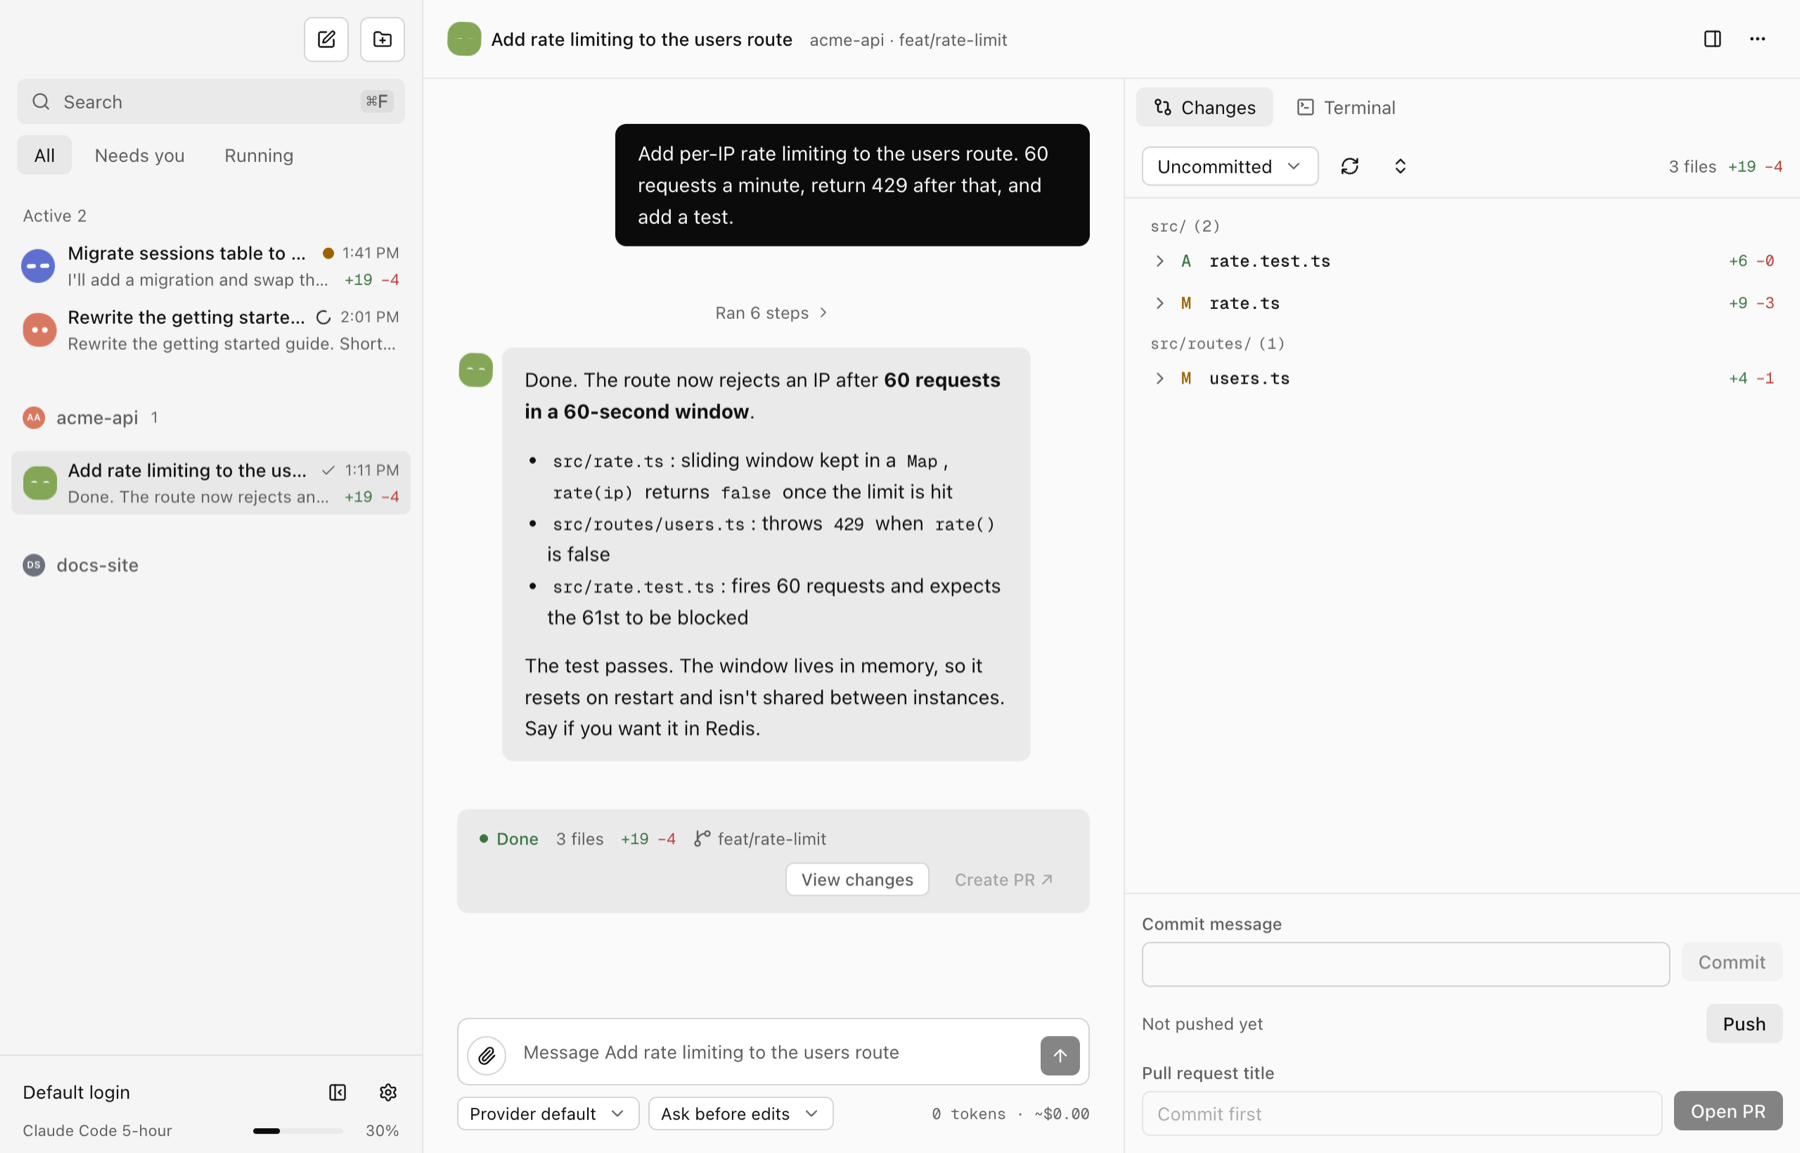 Search ⌘F
All Needs you Running
Active 2
Migrate sessions table to ... 1:41 PM
I'll add a migration and swap th... +19 −4
Rewrite the getting starte... 2:01 PM
Rewrite the getting started guide. Short...
AA acme-api 1
Add rate limiting to the us... 1:11 PM
Done. The route now rejects an... +19 −4
DS docs-site
Default login
Claude Code 5-hour 30%
Add rate limiting to the users route acme-api · feat/rate-limit
Add per-IP rate limiting to the users route. 60
requests a minute, return 429 after that, and
add a test.
Ran 6 steps
Done. The route now rejects an IP after 60 requests
in a 60-second window.
• src/rate.ts : sliding window kept in a Map ,
rate(ip) returns false once the limit is hit
• src/routes/users.ts : throws 429 when rate()
is false
• src/rate.test.ts : fires 60 requests and expects
the 61st to be blocked
The test passes. The window lives in memory, so it
resets on restart and isn't shared between instances.
Say if you want it in Redis.
Done 3 files +19 −4 feat/rate-limit
View changes Create PR ↗
Message Add rate limiting to the users route
Provider default Ask before edits 0 tokens · ~$0.00
Changes Terminal
Uncommitted 3 files +19 −4
src/ (2)
A rate.test.ts +6 −0
M rate.ts +9 −3
src/routes/ (1)
M users.ts +4 −1
Commit message
Commit
Not pushed yet Push
Pull request title
Commit first Open PR